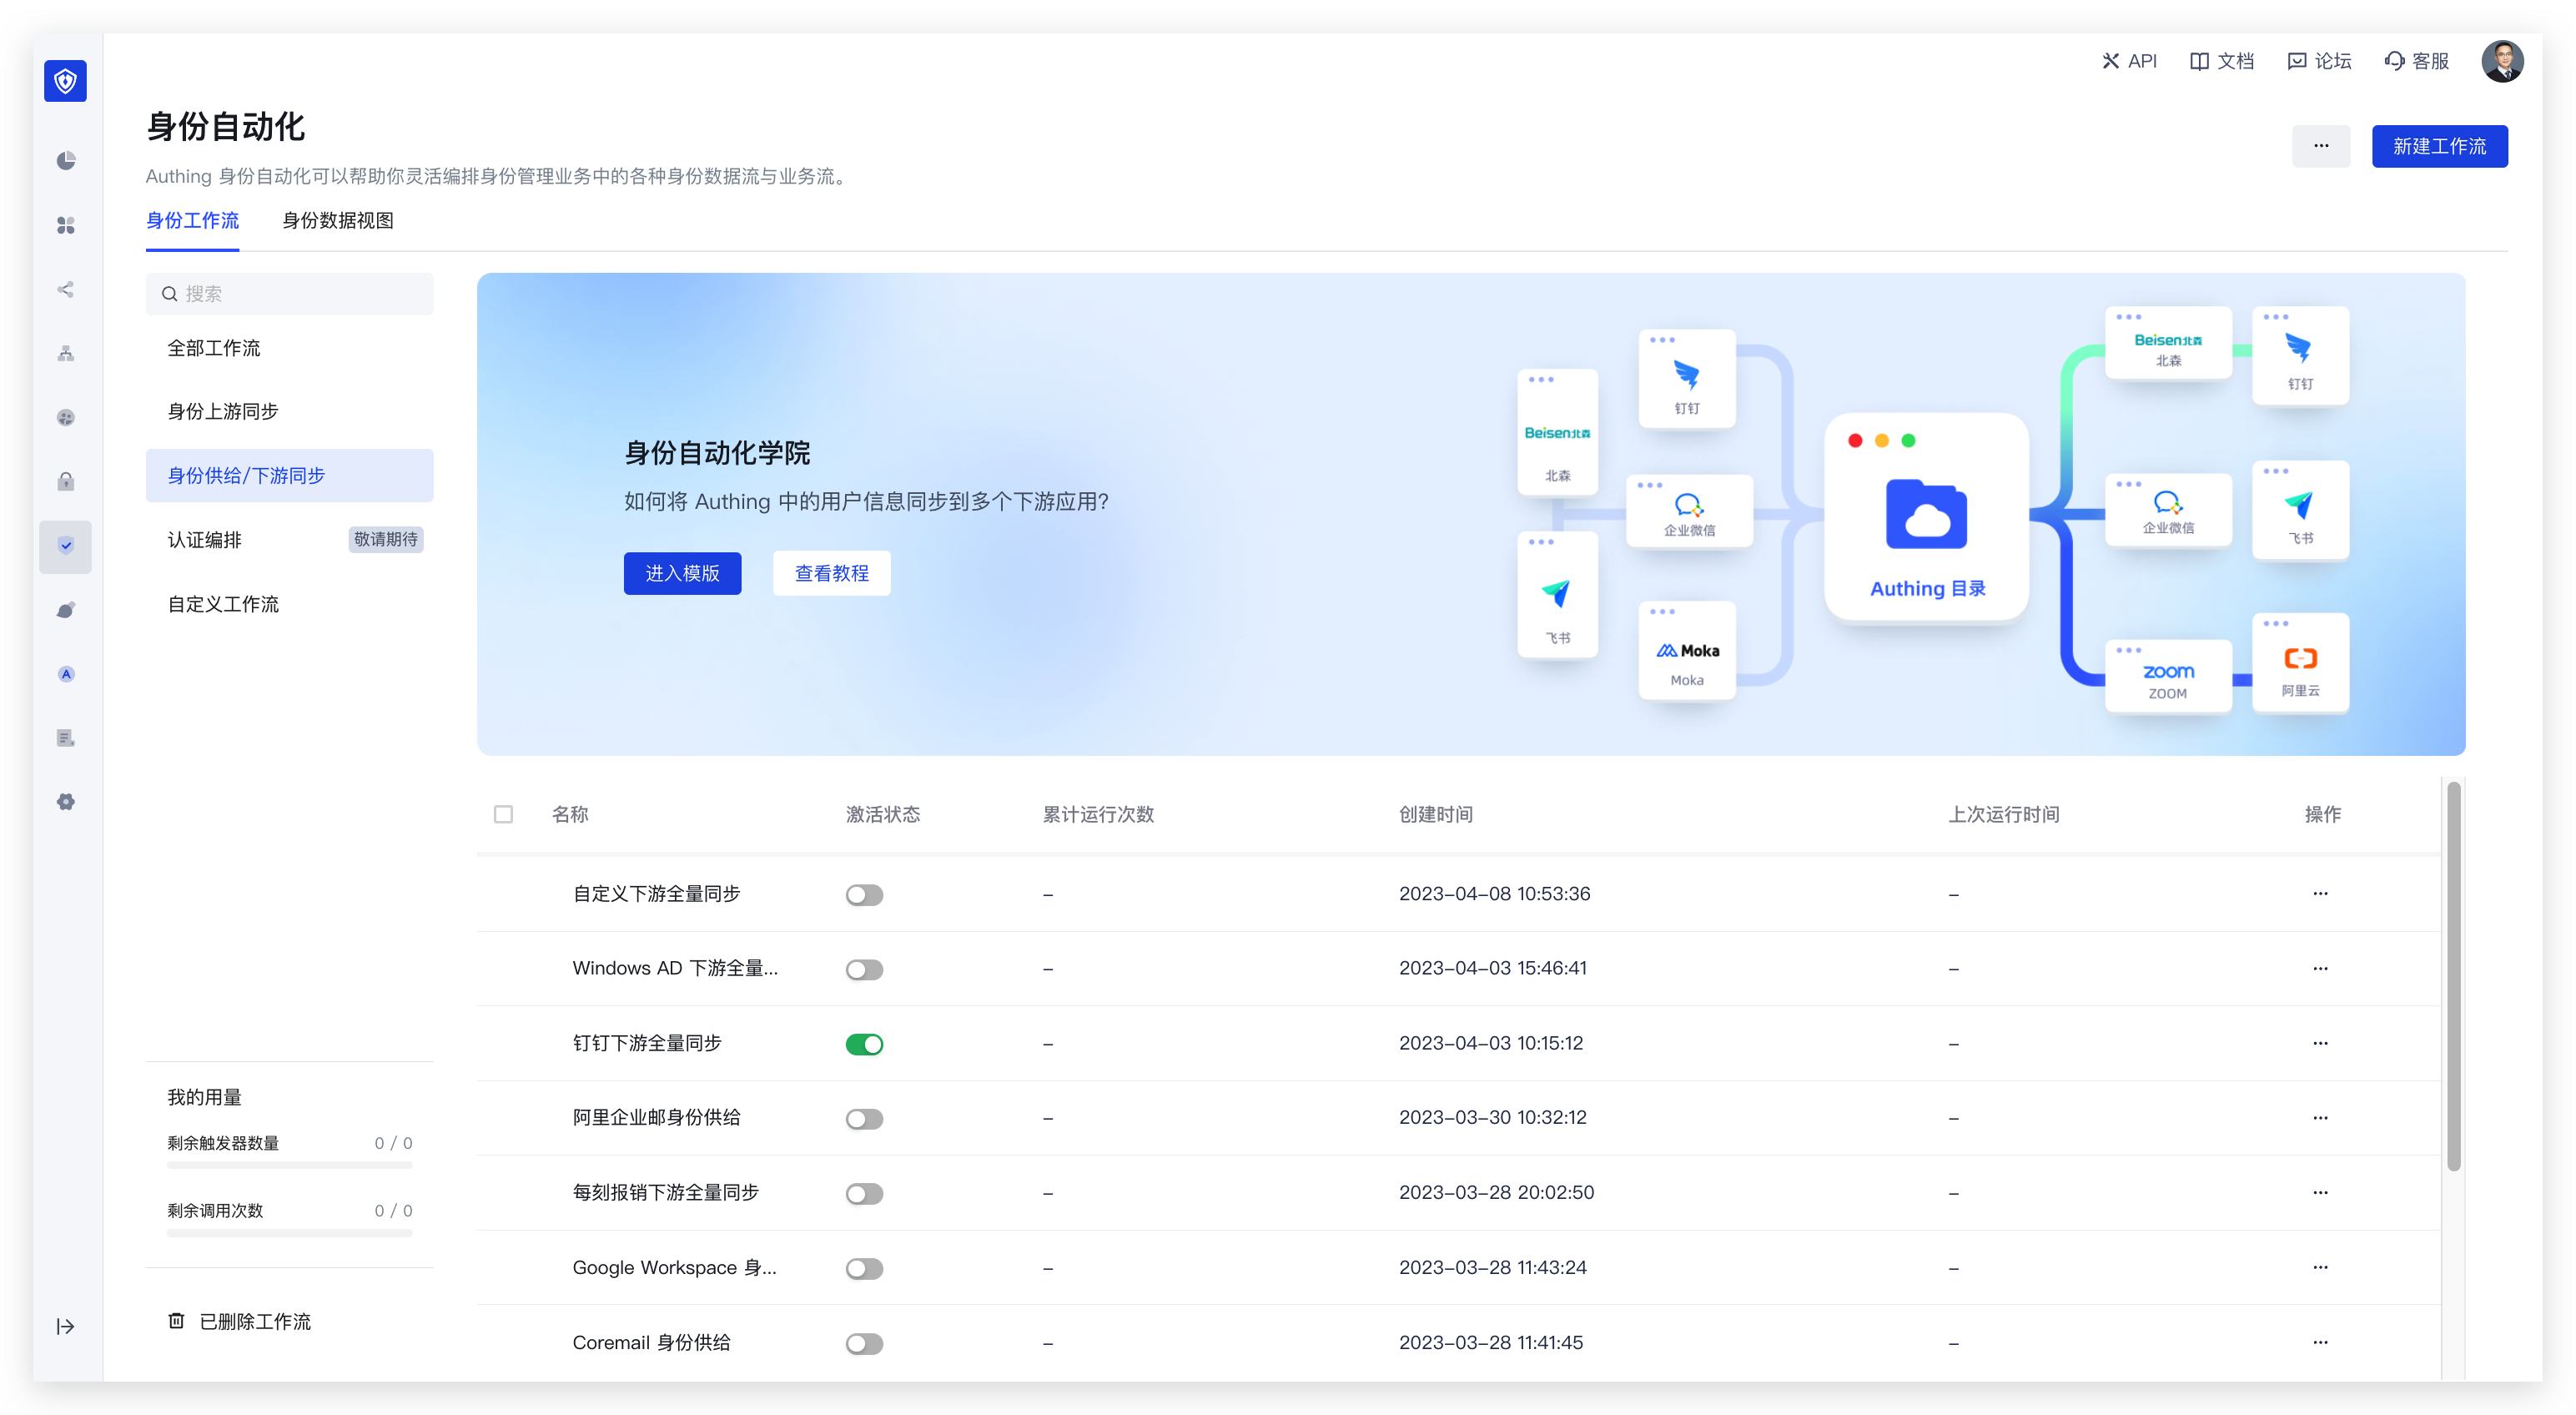 API 文档 论坛 客服
身份自动化
Authing 身份自动化可以帮助你灵活编排身份管理业务中的各种身份数据流与业务流。
··· 新建工作流
身份工作流 身份数据视图
搜索
全部工作流
身份上游同步
身份供给/下游同步
认证编排 敬请期待
自定义工作流
我的用量
剩余触发器数量 0 / 0
剩余调用次数 0 / 0
已删除工作流
身份自动化学院
如何将 Authing 中的用户信息同步到多个下游应用?
进入模版 查看教程
Beisen北森
北森
飞书
钉钉
企业微信
Moka
Moka
Authing 目录
Beisen北森
北森
钉钉
企业微信
飞书
zoom
ZOOM
阿里云
名称 激活状态 累计运行次数 创建时间 上次运行时间 操作
自定义下游全量同步 – 2023–04–08 10:53:36 – ···
Windows AD 下游全量... – 2023–04–03 15:46:41 – ···
钉钉下游全量同步 – 2023–04–03 10:15:12 – ···
阿里企业邮身份供给 – 2023–03–30 10:32:12 – ···
每刻报销下游全量同步 – 2023–03–28 20:02:50 – ···
Google Workspace 身... – 2023–03–28 11:43:24 – ···
Coremail 身份供给 – 2023–03–28 11:41:45 – ···